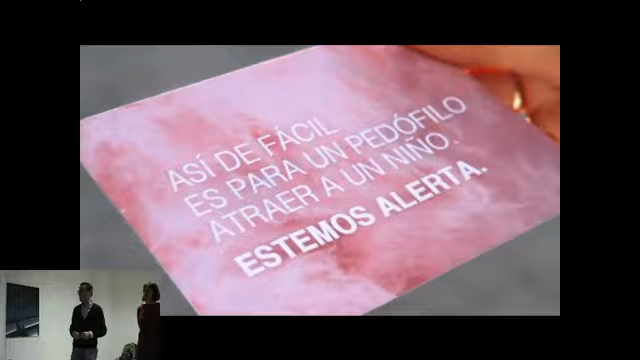 ASÍ DE FÁCIL
ES PARA UN PEDÓFILO
ATRAER A UN NIÑO.
ESTEMOS ALERTA.